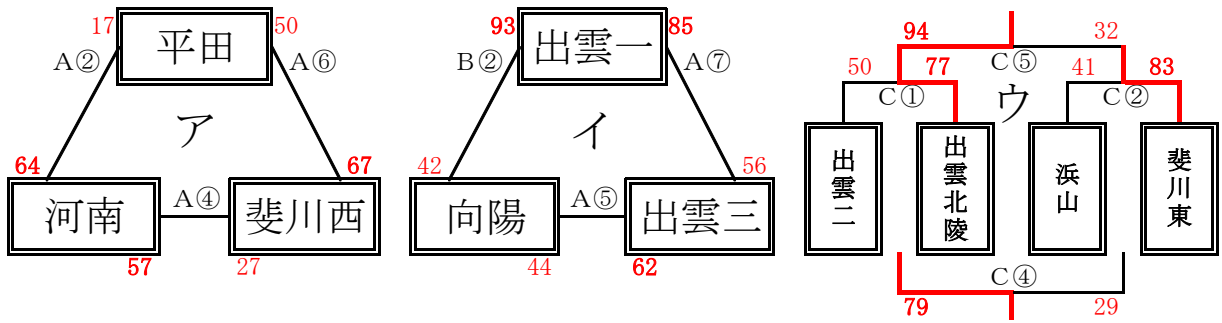 17 平田 50
A② A⑥
ア
64 67
河南 A④ 斐川西
57 27
93 出雲一 85
B② A⑦
イ
42 56
向陽 A⑤ 出雲三
44 62
94 32
C⑤
50 77 41 83
C① ウ C②
出雲二
出雲北陵
浜山
斐川東
C④
79 29